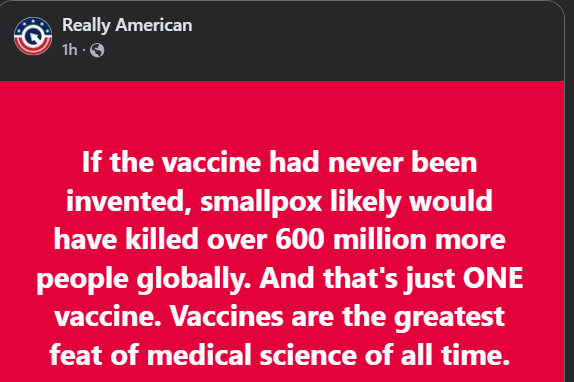 Really American
1h ·
If the vaccine had never been
invented, smallpox likely would
have killed over 600 million more
people globally. And that's just ONE
vaccine. Vaccines are the greatest
feat of medical science of all time.